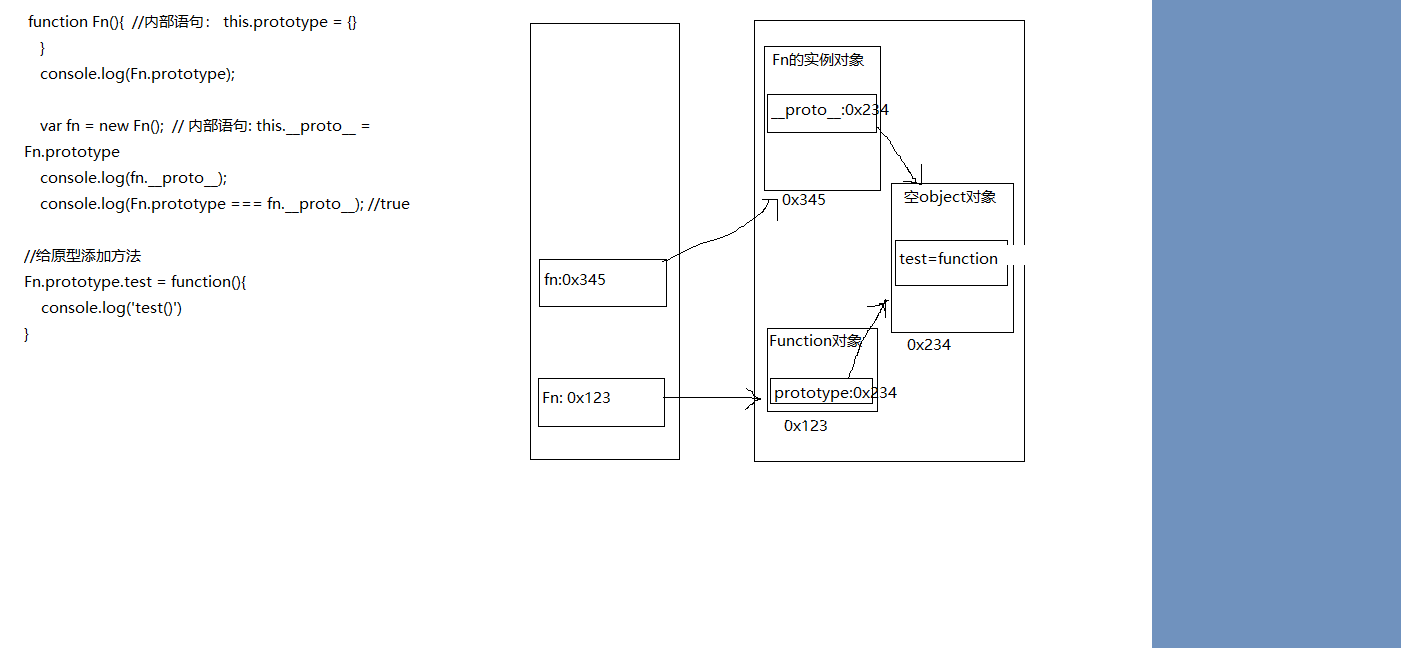 function Fn(){ //内部语句： this.prototype = {}
}
console.log(Fn.prototype);
var fn = new Fn(); // 内部语句: this.__proto__ =
Fn.prototype
console.log(fn.__proto__);
console.log(Fn.prototype === fn.__proto__); //true
//给原型添加方法
Fn.prototype.test = function(){
console.log('test()')
}
fn:0x345
Fn: 0x123
Fn的实例对象
__proto__:0x234
0x345
空object对象
test=function
0x234
Function对象
prototype:0x234
0x123